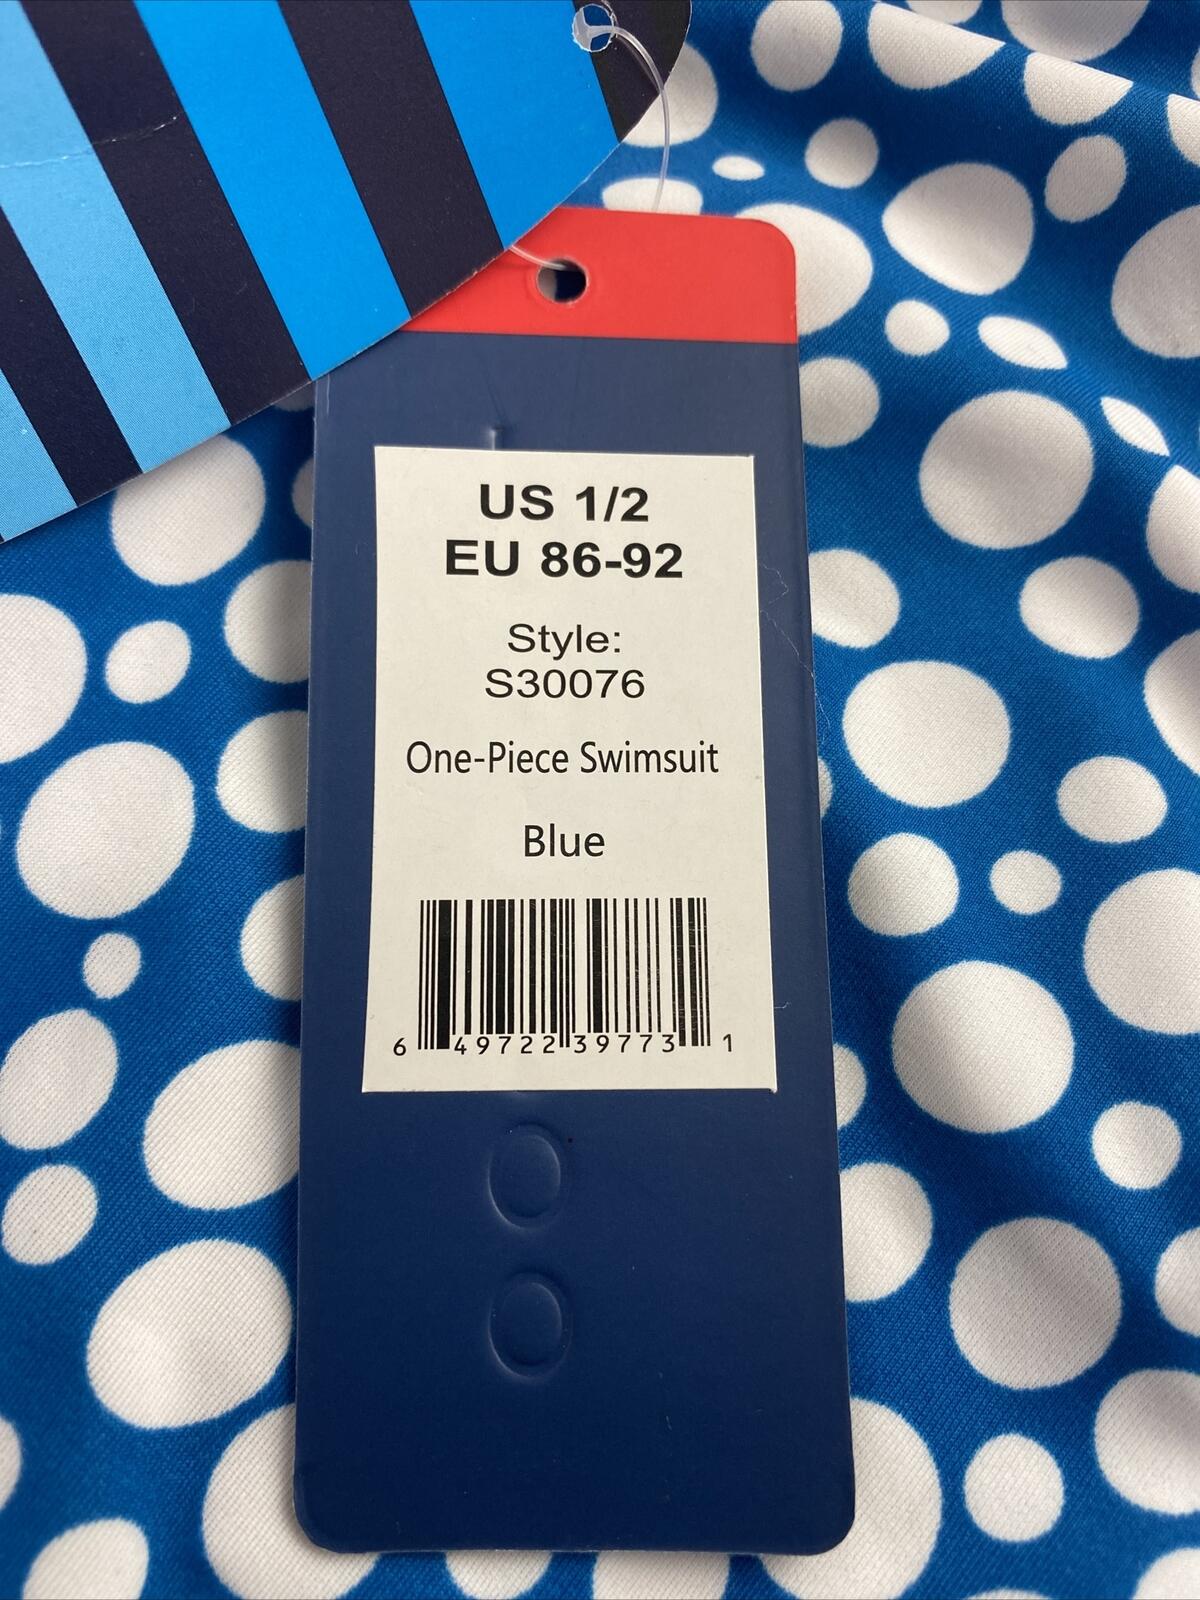 US 1/2
EU 86-92
Style:
S30076
One-Piece Swimsuit
Blue
6 49722 39773 1